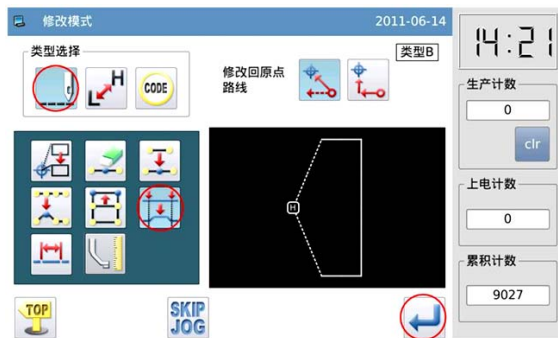 修改模式
2011-06-14
类型选择
L H
CODE
修改回原点
路线
类型B
H
TOP
SKIP
JOG
14:21
生产计数
0
clr
上电计数
0
累积计数
9027